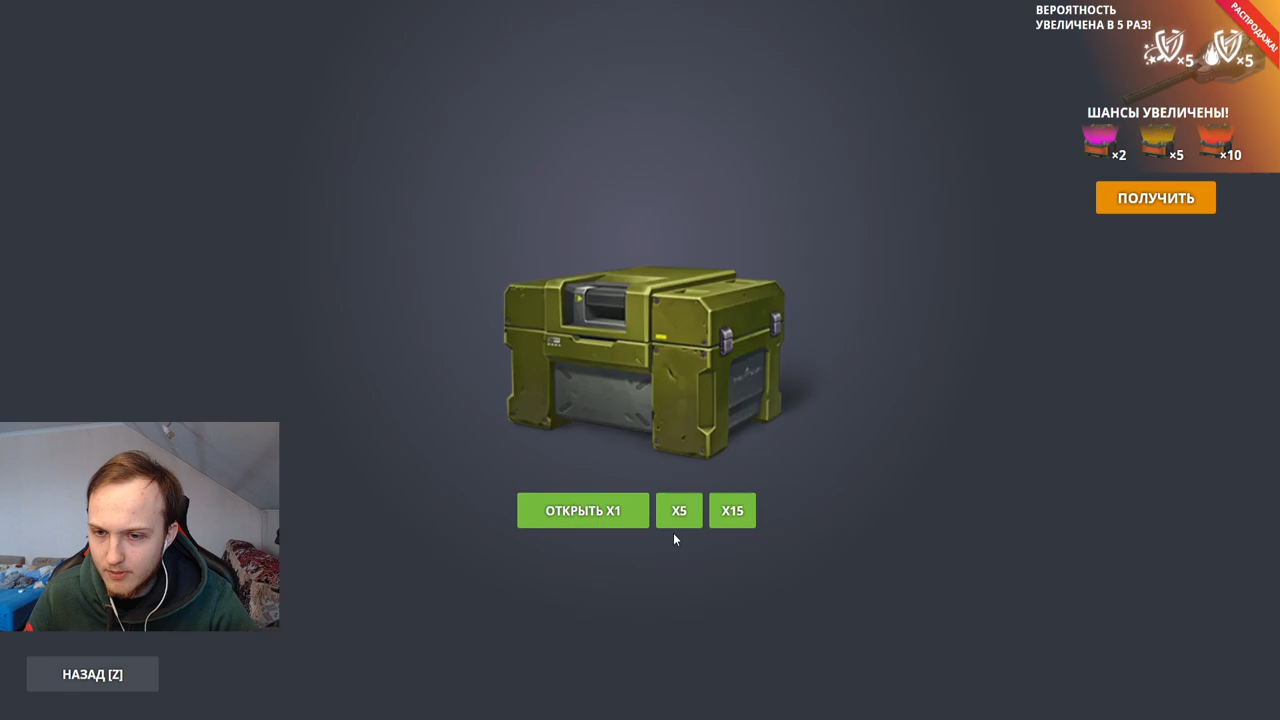 ВЕРОЯТНОСТЬ
УВЕЛИЧЕНА В 5 РАЗ!
РАСПРОДАЖА!
×5
×5
ШАНСЫ УВЕЛИЧЕНЫ!
×2
×5
×10
ПОЛУЧИТЬ
ОТКРЫТЬ X1
X5
X15
НАЗАД [Z]